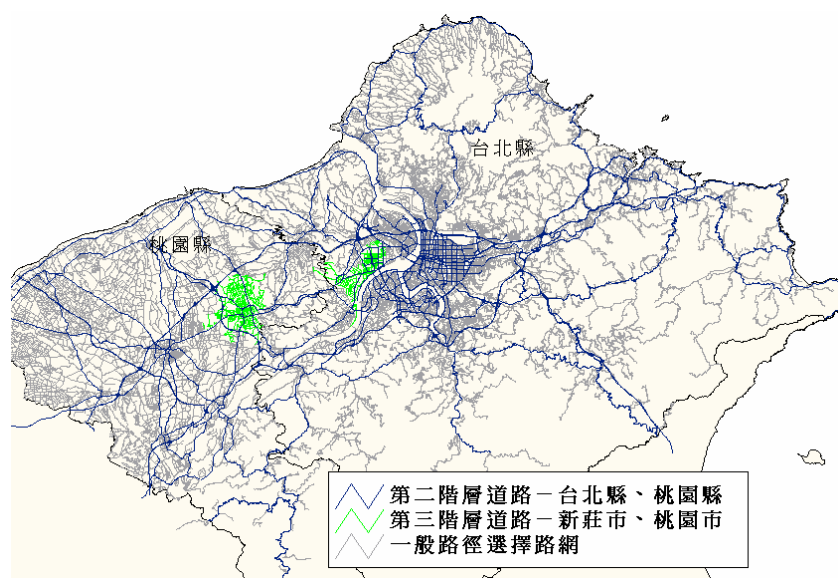 台北縣
桃園縣
第二階層道路－台北縣、桃園縣
第三階層道路－新莊市、桃園市
一般路徑選擇路網